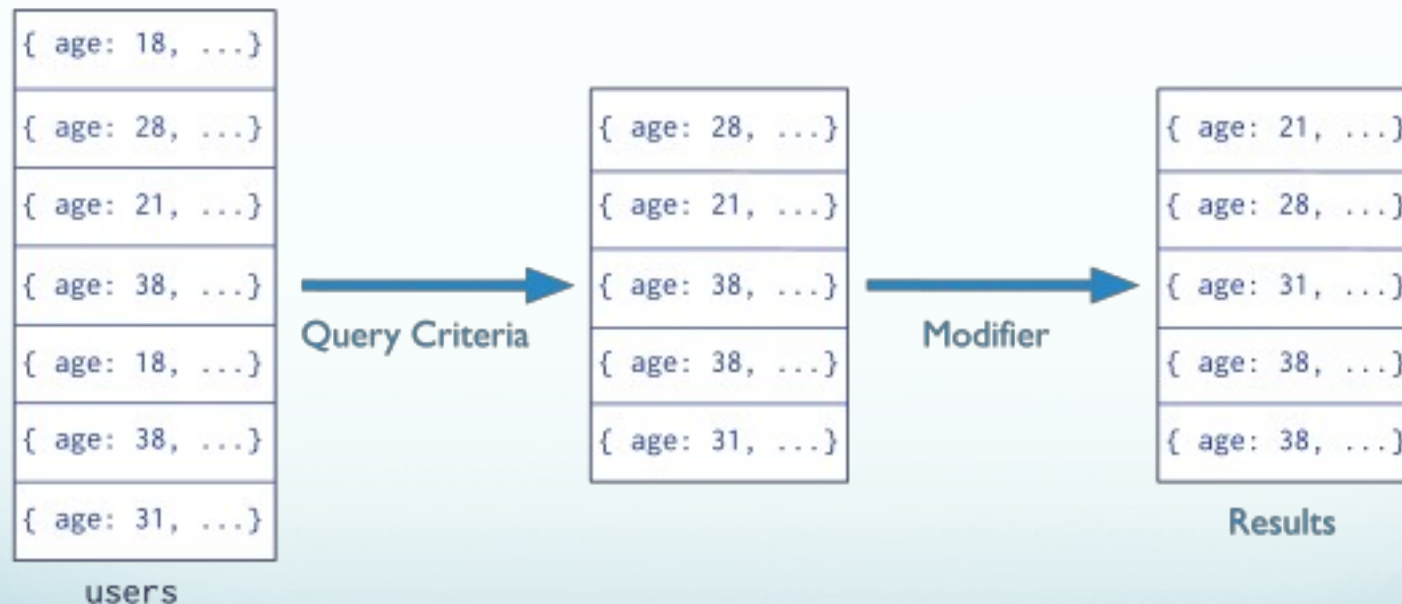 { age: 18, ...}
{ age: 28, ...}
{ age: 21, ...}
{ age: 38, ...}
{ age: 18, ...}
{ age: 38, ...}
{ age: 31, ...}
users
Query Criteria
{ age: 28, ...}
{ age: 21, ...}
{ age: 38, ...}
{ age: 38, ...}
{ age: 31, ...}
Modifier
{ age: 21, ...}
{ age: 28, ...}
{ age: 31, ...}
{ age: 38, ...}
{ age: 38, ...}
Results